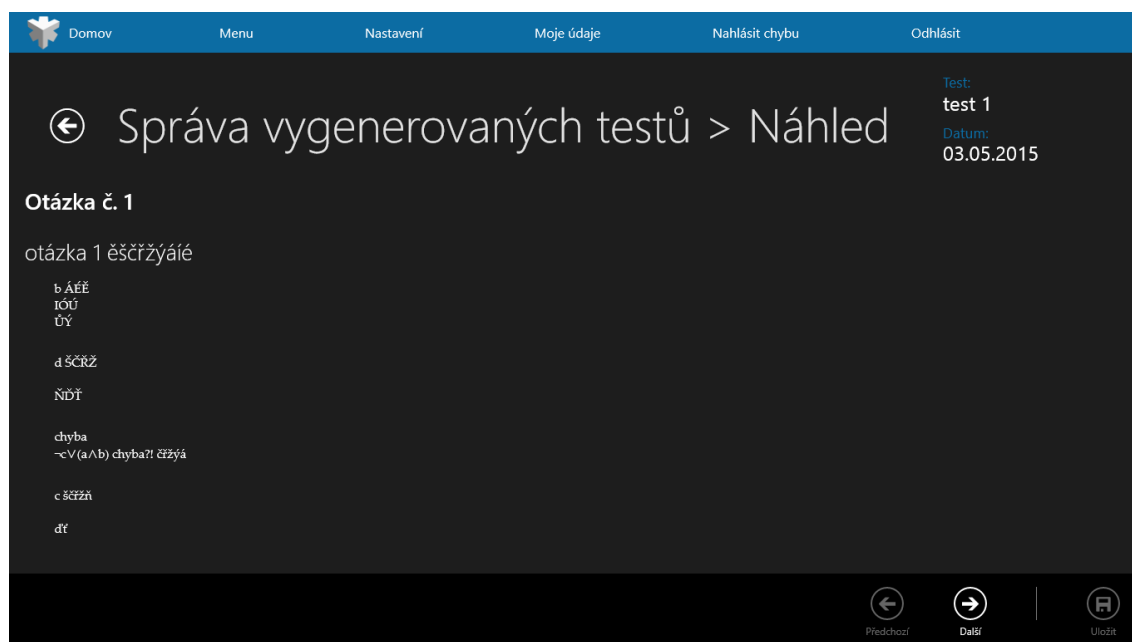 Domov Menu Nastavení Moje údaje Nahlásit chybu Odhlásit
Správa vygenerovaných testů > Náhled
Test:
test 1
Datum:
03.05.2015
Otázka č. 1
otázka 1 ěščřžýáíé
b ÁÉĚ
IÓÚ
ŮÝ
d ŠČŘŽ
ŇĎŤ
chyba
¬c∨(a∧b) chyba?! čřžýá
c ščřžň
ďť
Předchozí Další Uložit